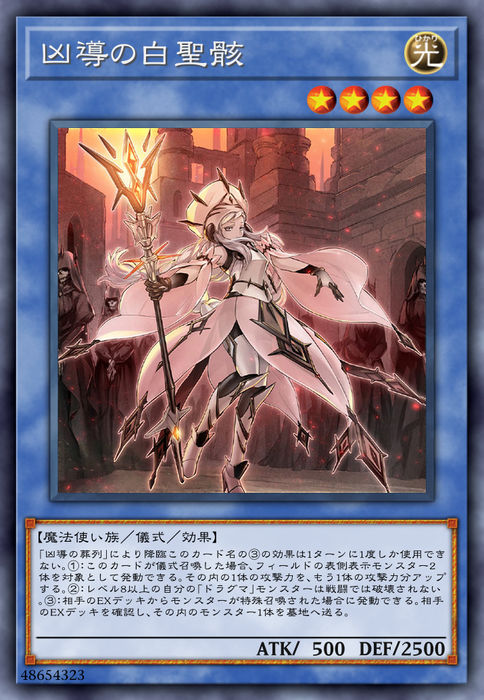 凶導の白聖骸
ひかり
光
【魔法使い族／儀式／効果】
「凶導の葬列」により降臨このカード名の③の効果は1ターンに1度しか使用でき
ない。①：このカードが儀式召喚した場合、フィールドの表側表示モンスター2
体を対象として発動できる。その内の1体の攻撃力を、もう1体の攻撃力分アップ
する。②：レベル8以上の自分の「ドラグマ」モンスターは戦闘では破壊されな
い。③：相手のEXデッキからモンスターが特殊召喚された場合に発動できる。相手
のEXデッキを確認し、その内のモンスター1体を墓地へ送る。
ATK/ 500 DEF/2500
48654323